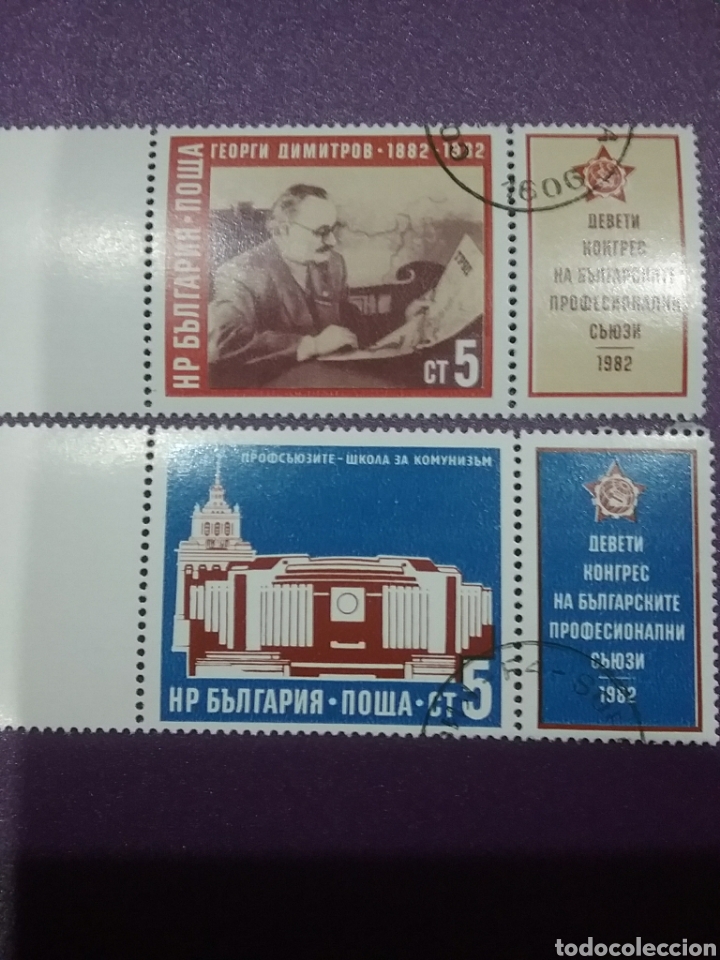 ГЕОРГИ ДИМИТРОВ · 1882 - 1982
НР БЪЛГАРИЯ · ПОЩА
СТ 5
ДЕВЕТИ
КОНГРЕС
НА БЪЛГАРСКИТЕ
ПРОФЕСИОНАЛНИ
СЪЮЗИ
1982
ПРОФСЪЮЗИТЕ – ШКОЛА ЗА КОМУНИЗЪМ
НР БЪЛГАРИЯ · ПОЩА · СТ 5
ДЕВЕТИ
КОНГРЕС
НА БЪЛГАРСКИТЕ
ПРОФЕСИОНАЛНИ
СЪЮЗИ
1982
todocoleccion